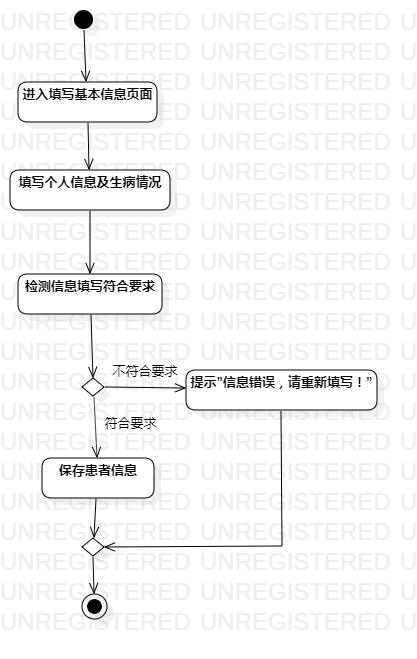 UNREGISTERED UNREGISTERED U
进入填写基本信息页面
填写个人信息及生病情况
检测信息填写符合要求
不符合要求
提示”信息错误，请重新填写！”
符合要求
保存患者信息